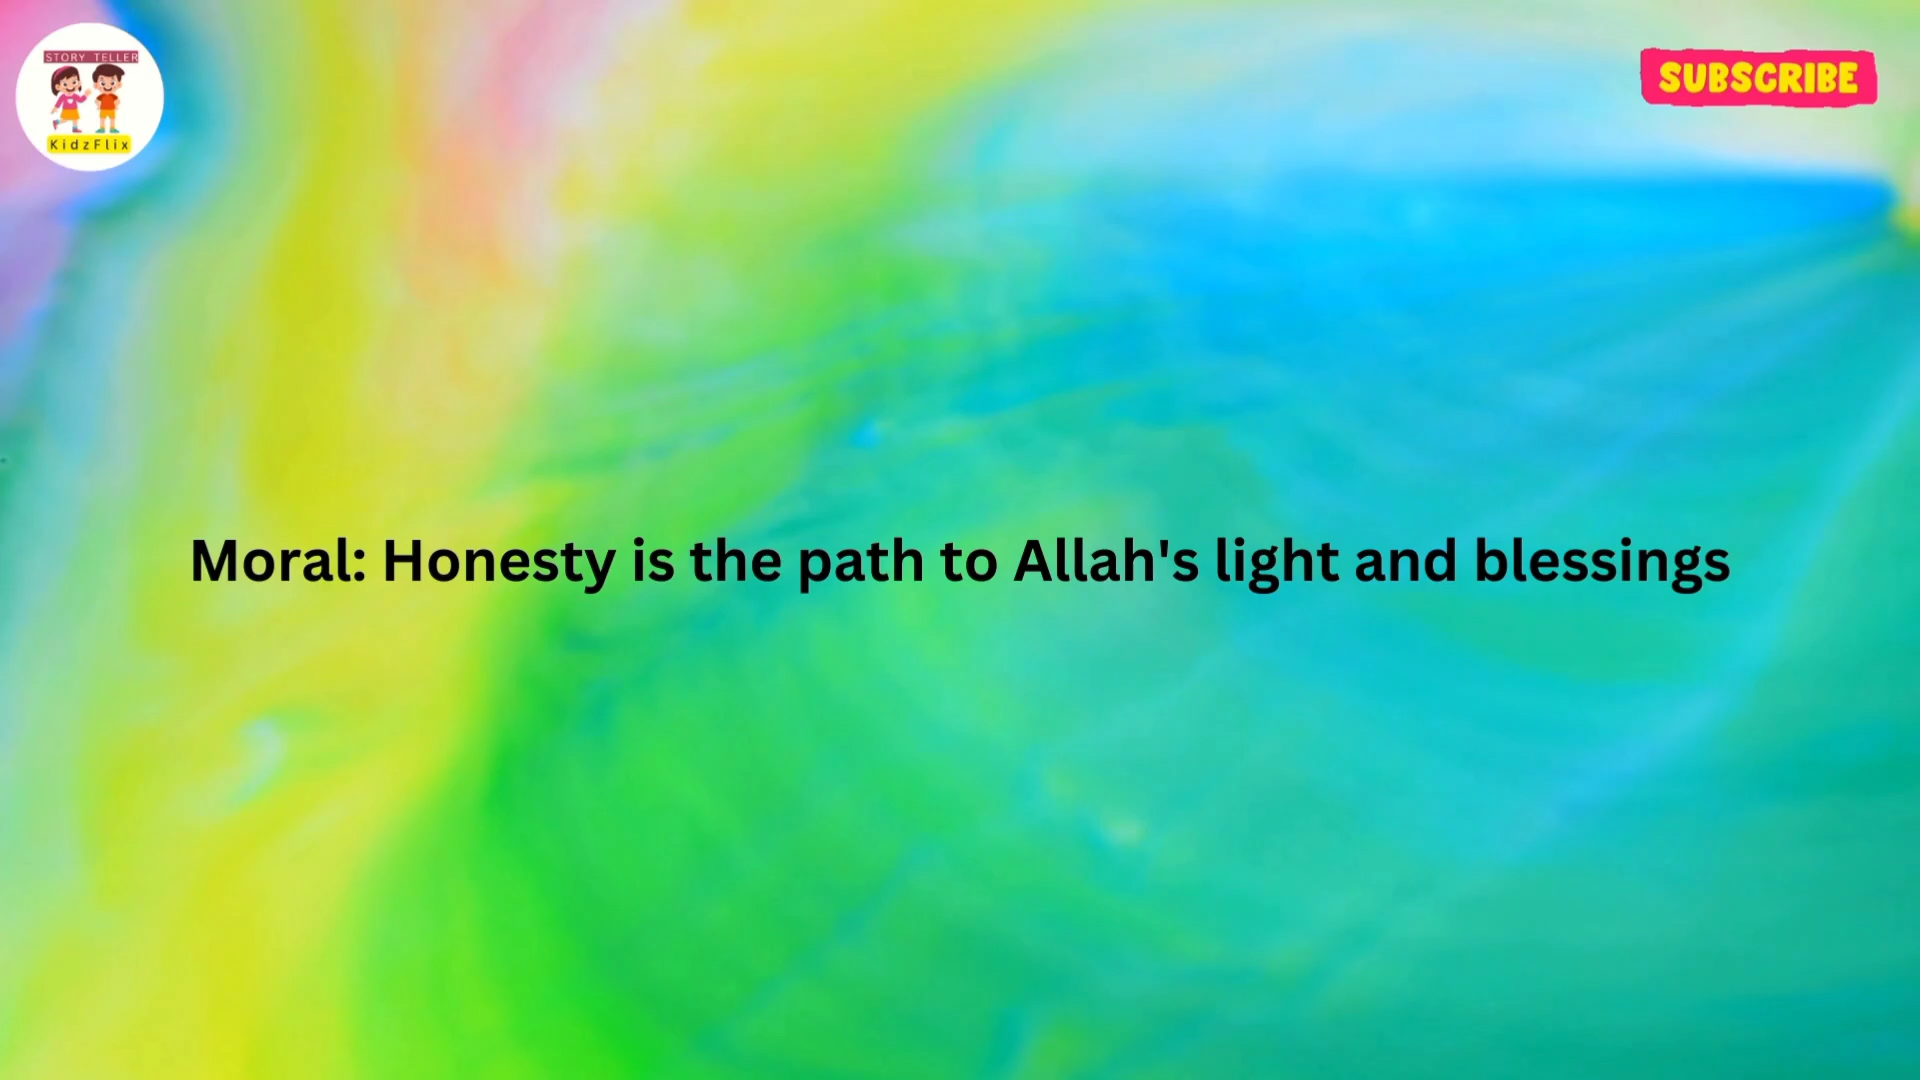 STORY TELLER
KidzFlix
SUBSCRIBE
Moral: Honesty is the path to Allah's light and blessings